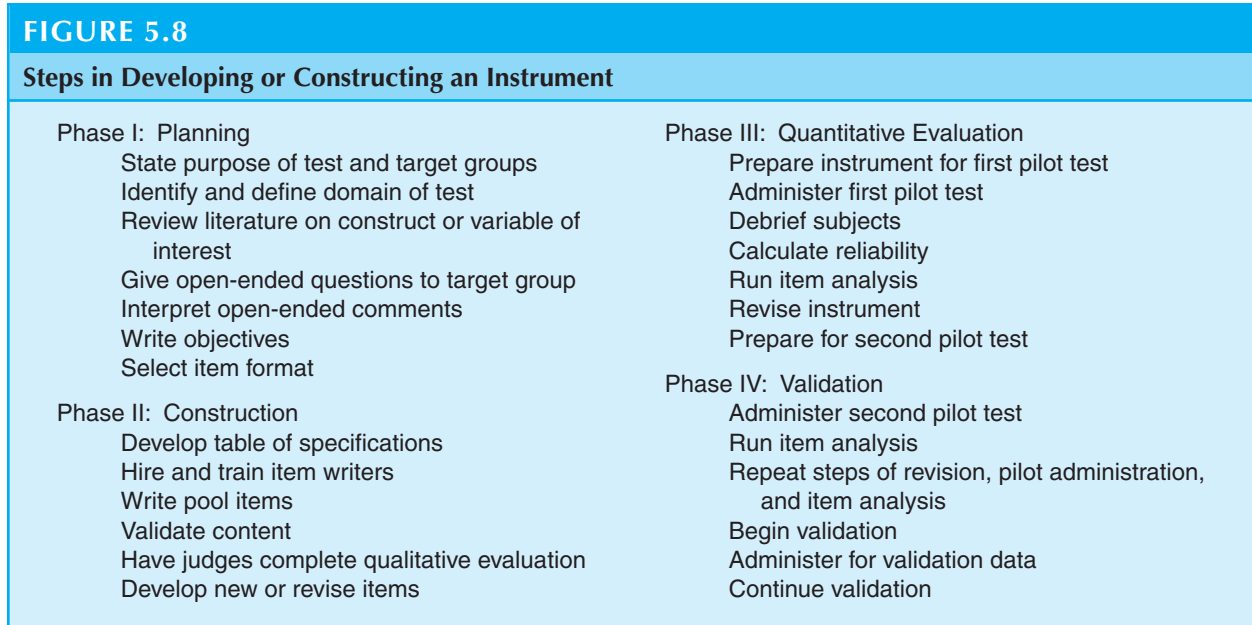 FIGURE 5.8
Steps in Developing or Constructing an Instrument
Phase I: Planning
State purpose of test and target groups
Identify and define domain of test
Review literature on construct or variable of
interest
Give open-ended questions to target group
Interpret open-ended comments
Write objectives
Select item format
Phase II: Construction
Develop table of specifications
Hire and train item writers
Write pool items
Validate content
Have judges complete qualitative evaluation
Develop new or revise items
Phase III: Quantitative Evaluation
Prepare instrument for first pilot test
Administer first pilot test
Debrief subjects
Calculate reliability
Run item analysis
Revise instrument
Prepare for second pilot test
Phase IV: Validation
Administer second pilot test
Run item analysis
Repeat steps of revision, pilot administration,
and item analysis
Begin validation
Administer for validation data
Continue validation